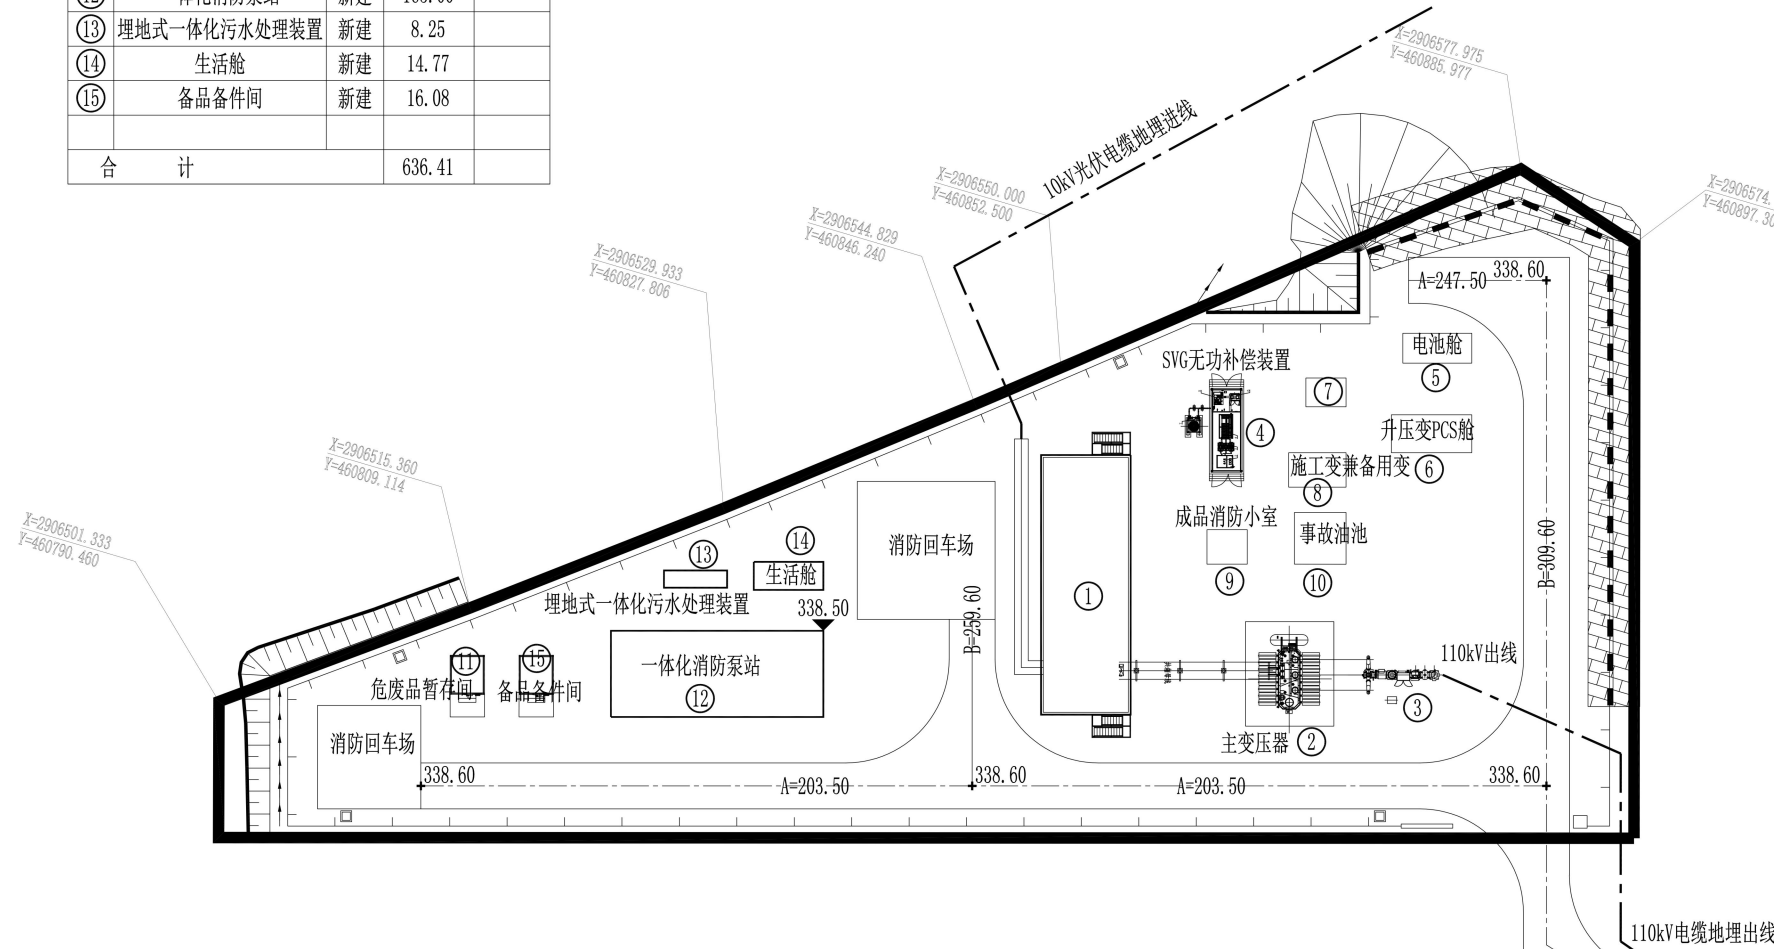 ⑬ 埋地式一体化污水处理装置 新建 8.25
⑭ 生活舱 新建 14.77
⑮ 备品备件间 新建 16.08
合 计 636.41
X=2906577.975
Y=460885.977
10kV光伏电缆地埋进线
X=2906550.000
Y=460852.500
X=2906544.829
Y=460846.240
X=2906529.933
Y=460827.806
X=2906515.360
Y=460809.114
X=2906501.333
Y=460790.460
338.60
A=247.50
SVG无功补偿装置
电池舱
⑤
⑦
④
升压变PCS舱
⑥
施工变兼备用变
⑧
成品消防小室
⑨
事故油池
⑩
B=309.60
消防回车场
①
⑬
⑭
生活舱
埋地式一体化污水处理装置
338.50
B=259.60
一体化消防泵站
⑫
⑪
危废品暂存间
⑮
备品备件间
消防回车场
110kV出线
③
主变压器 ②
338.60
A=203.50
338.60
A=203.50
338.60
110kV电缆地埋出线